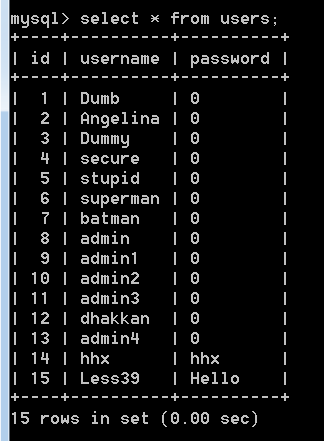 mysql> select * from users;
+----+----------+----------+
| id | username | password |
+----+----------+----------+
|  1 | Dumb     | 0        |
|  2 | Angelina | 0        |
|  3 | Dummy    | 0        |
|  4 | secure   | 0        |
|  5 | stupid   | 0        |
|  6 | superman | 0        |
|  7 | batman   | 0        |
|  8 | admin    | 0        |
|  9 | admin1   | 0        |
| 10 | admin2   | 0        |
| 11 | admin3   | 0        |
| 12 | dhakkan  | 0        |
| 13 | admin4   | 0        |
| 14 | hhx      | hhx      |
| 15 | Less39   | Hello    |
+----+----------+----------+
15 rows in set (0.00 sec)